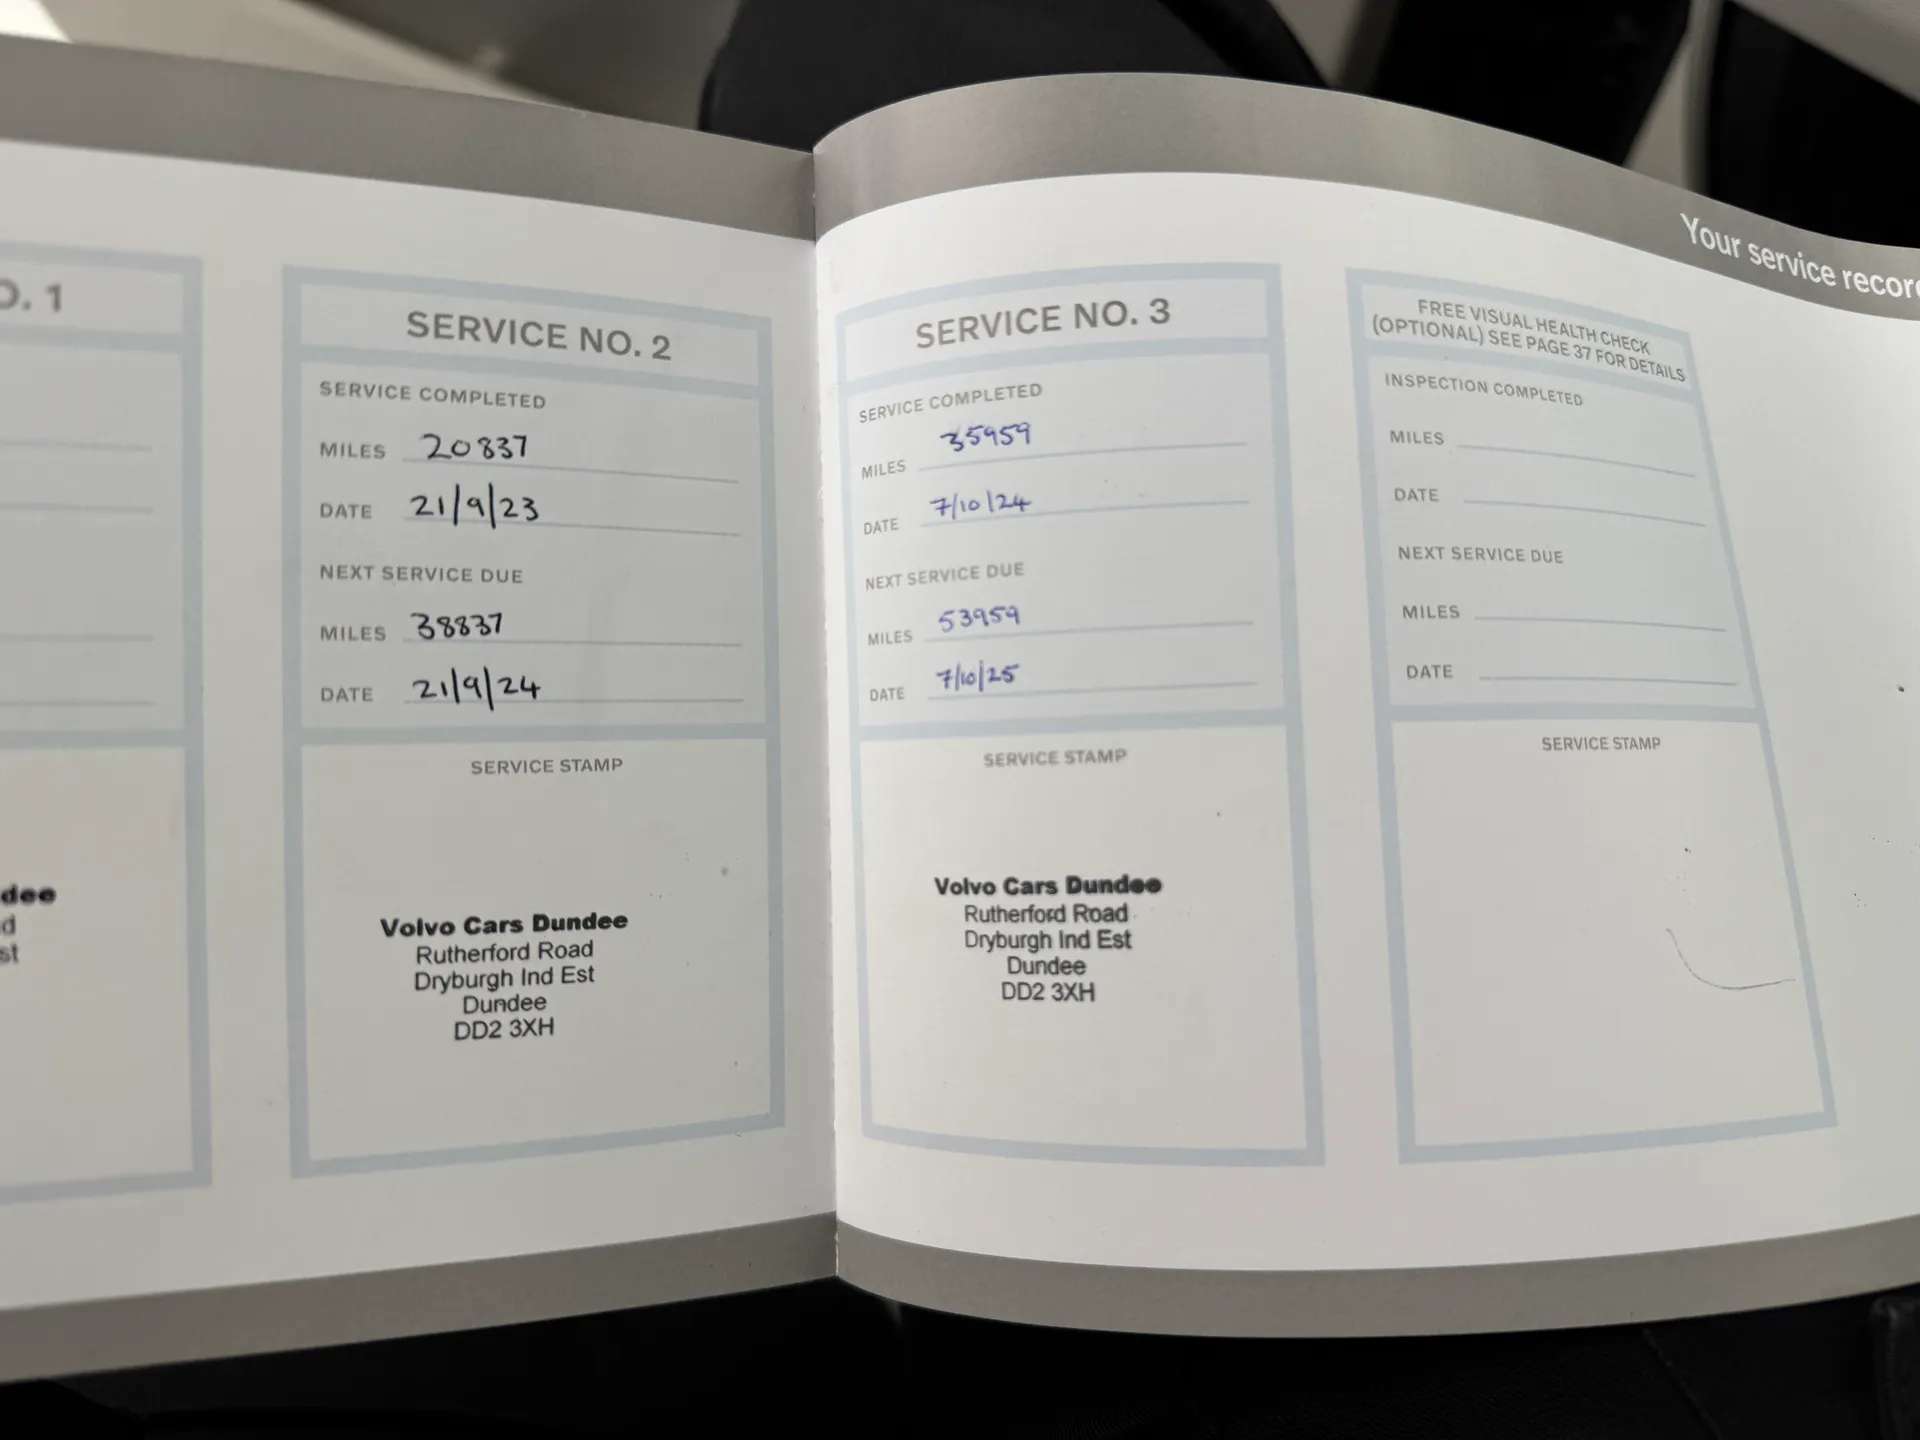 Your service
O. 1
dee
d
st
SERVICE NO. 2
SERVICE COMPLETED
MILES 20837
DATE 21/9/23
NEXT SERVICE DUE
MILES 38837
DATE 21/9/24
SERVICE STAMP
Volvo Cars Dundee
Rutherford Road
Dryburgh Ind Est
Dundee
DD2 3XH
SERVICE NO. 3
SERVICE COMPLETED
MILES 35959
DATE 7/10/24
NEXT SERVICE DUE
MILES 53959
DATE 7/10/25
SERVICE STAMP
Volvo Cars Dundee
Rutherford Road
Dryburgh Ind Est
Dundee
DD2 3XH
FREE VISUAL HEALTH CHECK
(OPTIONAL) SEE PAGE 37 FOR DETAILS
INSPECTION COMPLETED
MILES
DATE
NEXT SERVICE DUE
MILES
DATE
SERVICE STAMP